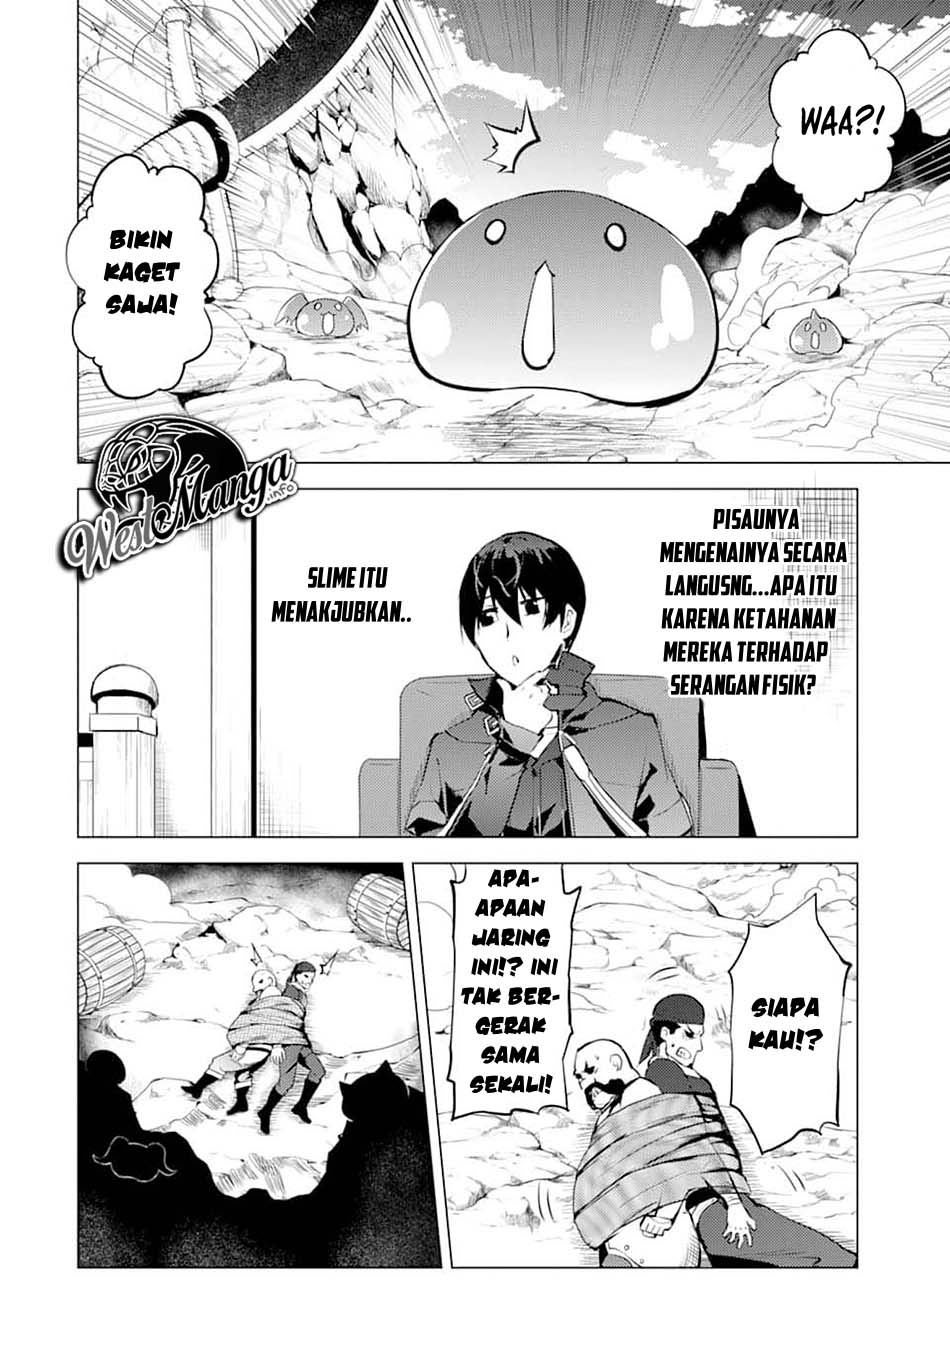 WAA?!
BIKIN
KAGET
SAJA!
WestManga
.info
PISAUNYA
MENGENAINYA SECARA
LANGUSNG...APA ITU
KARENA KETAHANAN
MEREKA TERHADAP
SERANGAN FISIK?
SLIME ITU
MENAKJUBKAN..
SIAPA
KAU!?
APA-
APAAN
JARING
INI!? INI
TAK BER-
GERAK
SAMA
SEKALI!